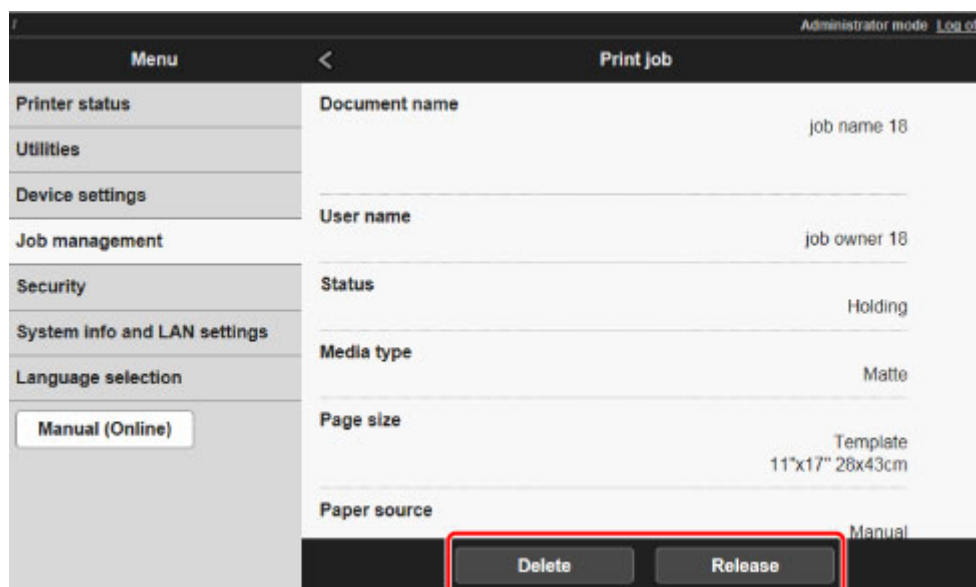 /
Administrator mode Log of
Menu
< Print job
Printer status
Utilities
Device settings
Job management
Security
System info and LAN settings
Language selection
Manual (Online)
Document name
job name 18
User name
job owner 18
Status
Holding
Media type
Matte
Page size
Template
11"x17" 28x43cm
Paper source
Manual
Delete
Release